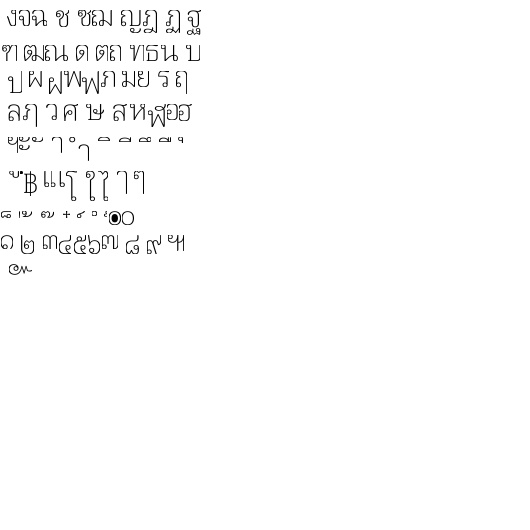 งจฉ ช ซฌ ญฎ ฏ ฐ
ฑ ฒณ ด ตถ ทธน บ
ป ผ ฝพฟภมย ร ฤ
ลฦ ว ศ ษ สหฬอฮ
ฯะ ั า ำ ิ ี ึ ื ุ
ู ฺ฿ เแโ ใไ ๅๆ
็ ่ ้ ๊ ๋ ์ ํ ๎๏๐
๑ ๒ ๓๔๕๖๗ ๘ ๙ ๚
๛